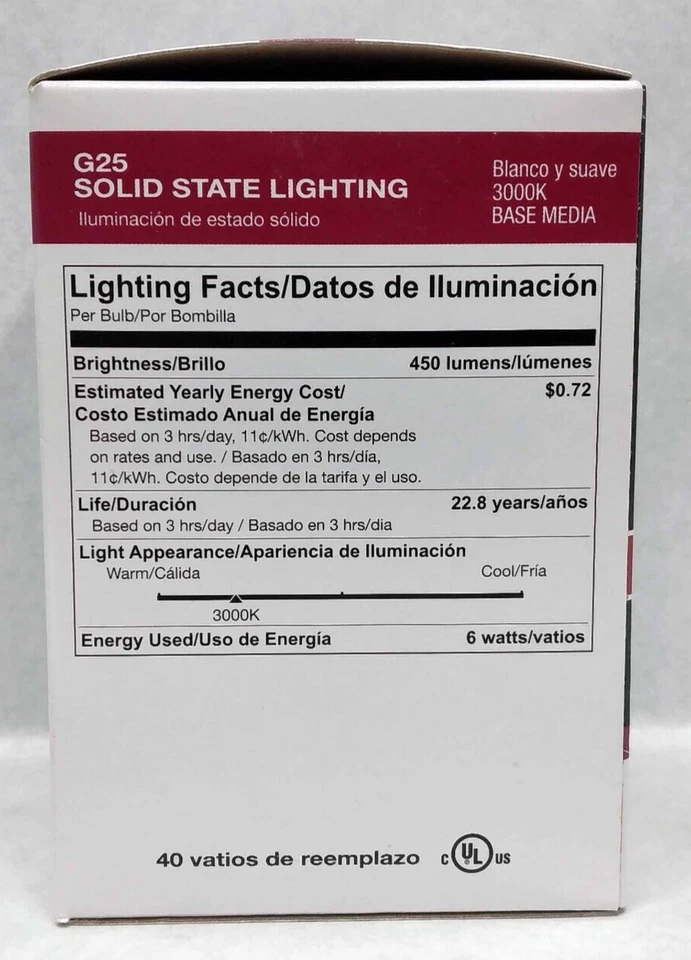 G25
SOLID STATE LIGHTING
Iluminación de estado sólido
Blanco y suave
3000K
BASE MEDIA
Lighting Facts/Datos de Iluminación
Per Bulb/Por Bombilla
Brightness/Brillo 450 lumens/lúmenes
Estimated Yearly Energy Cost/ $0.72
Costo Estimado Anual de Energía
Based on 3 hrs/day, 11¢/kWh. Cost depends
on rates and use. / Basado en 3 hrs/día,
11¢/kWh. Costo depende de la tarifa y el uso.
Life/Duración 22.8 years/años
Based on 3 hrs/day / Basado en 3 hrs/dia
Light Appearance/Apariencia de Iluminación
Warm/Cálida Cool/Fría
3000K
Energy Used/Uso de Energía 6 watts/vatios
40 vatios de reemplazo C UL® US